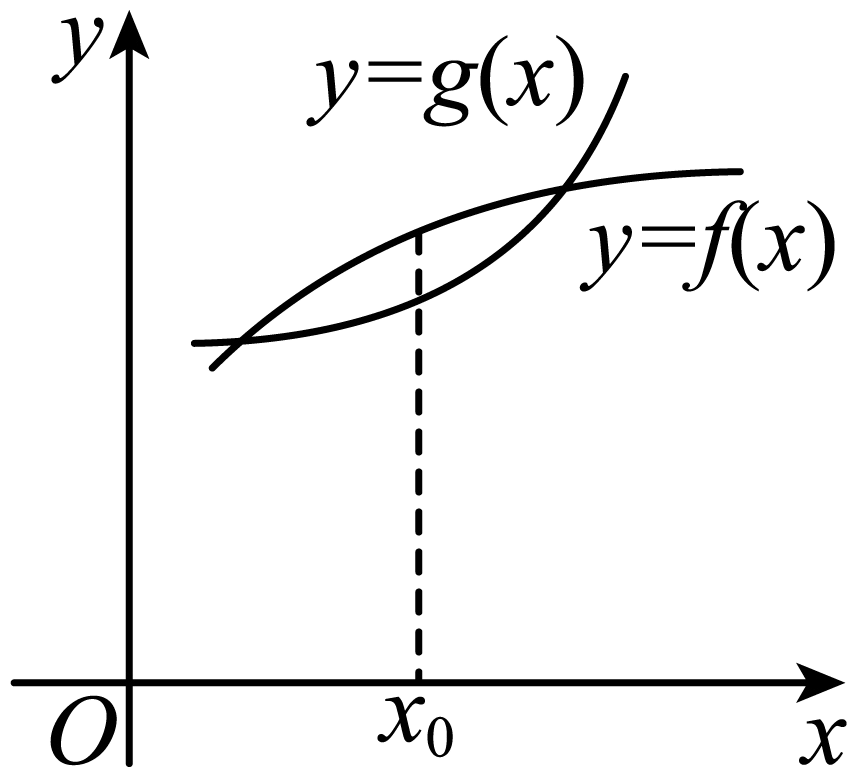 y
y=g(x)
y=f(x)
O
x₀
x